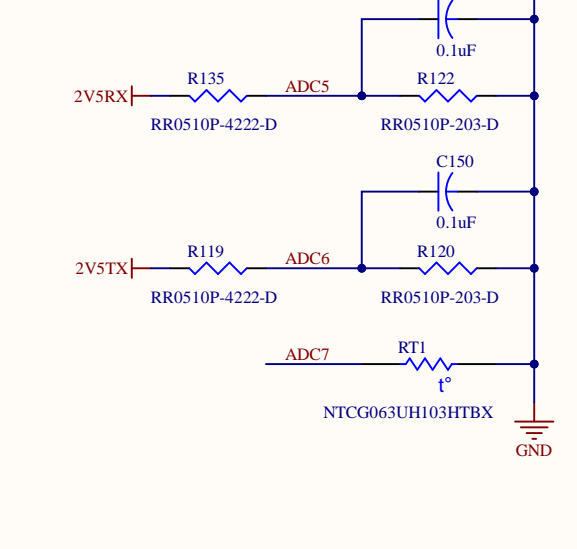 0.1uF
R135
ADC5
R122
2V5RX
RR0510P-4222-D
RR0510P-203-D
C150
0.1uF
R119
ADC6
R120
2V5TX
RR0510P-4222-D
RR0510P-203-D
ADC7
RT1
t°
NTCG063UH103HTBX
GND